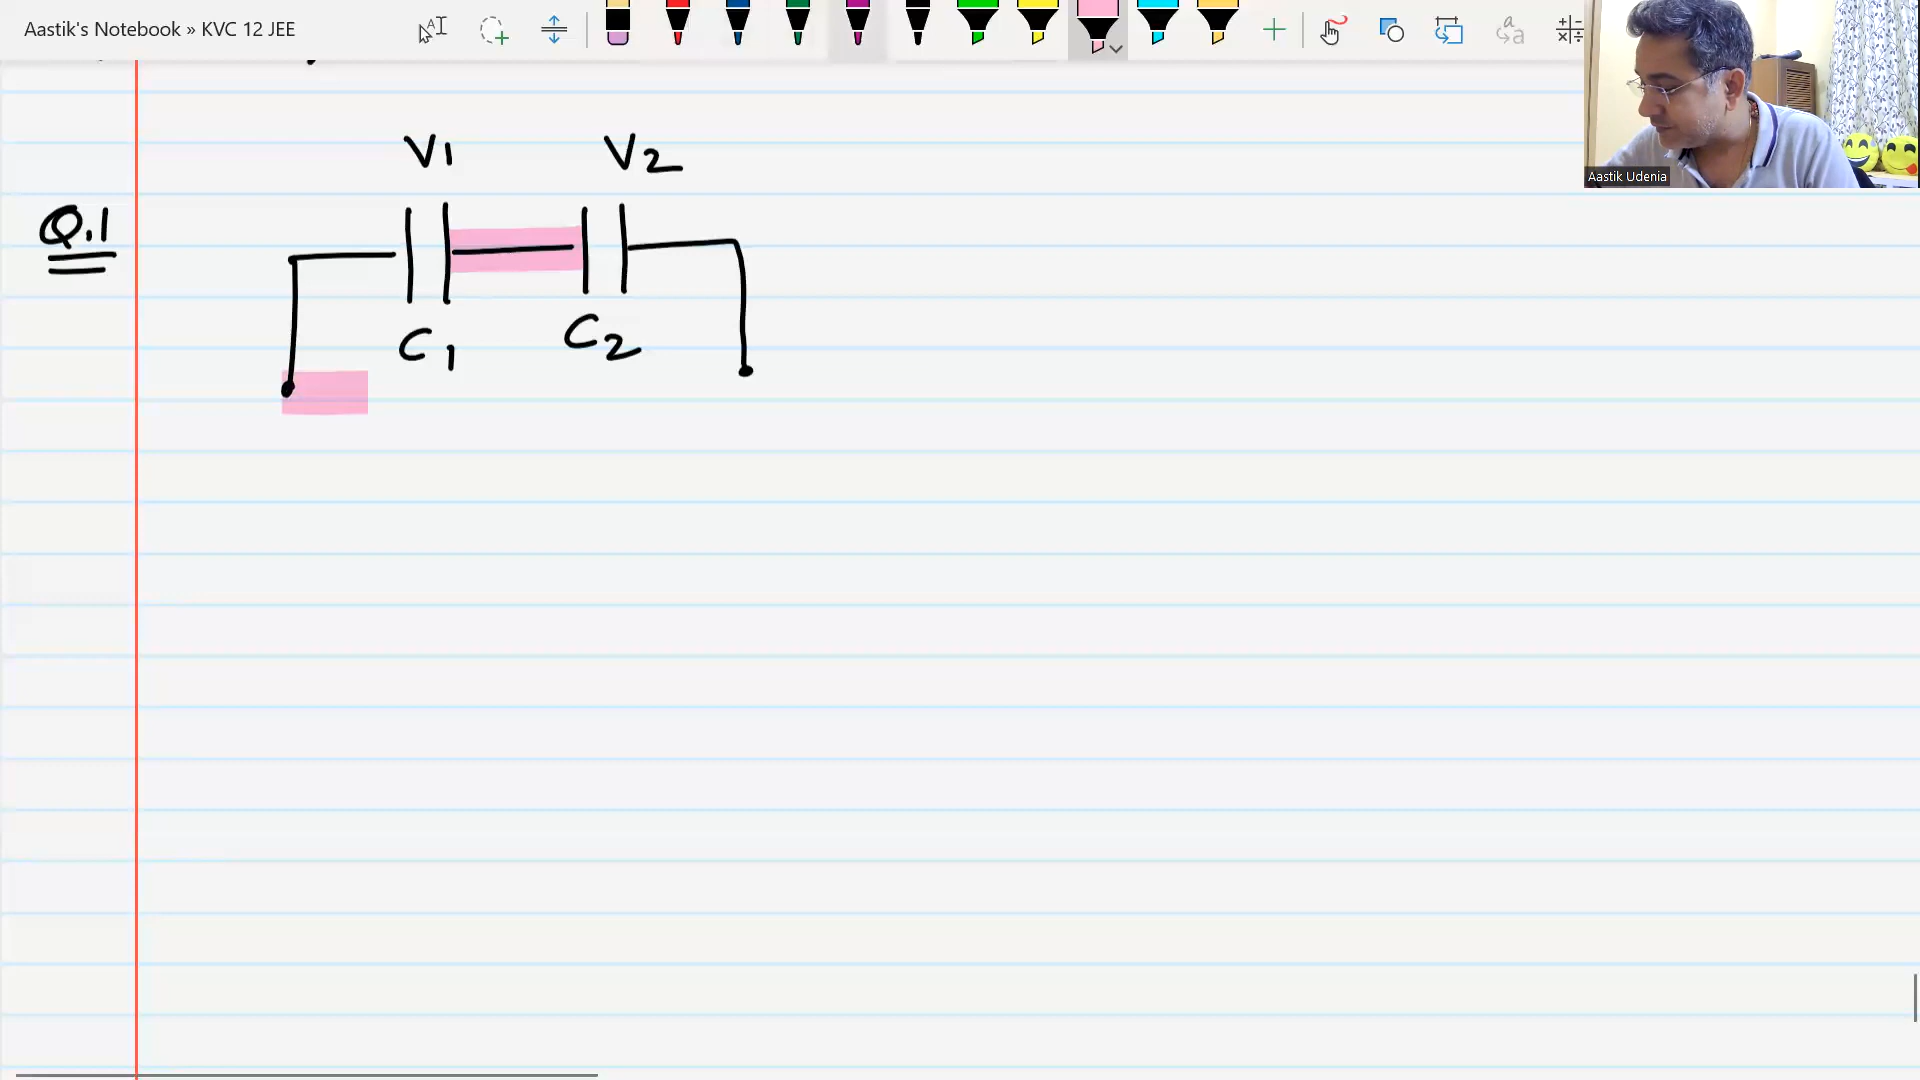 Aastik's Notebook » KVC 12 JEE
Aastik Udenia
V1 V2
Q.1
C1 C2